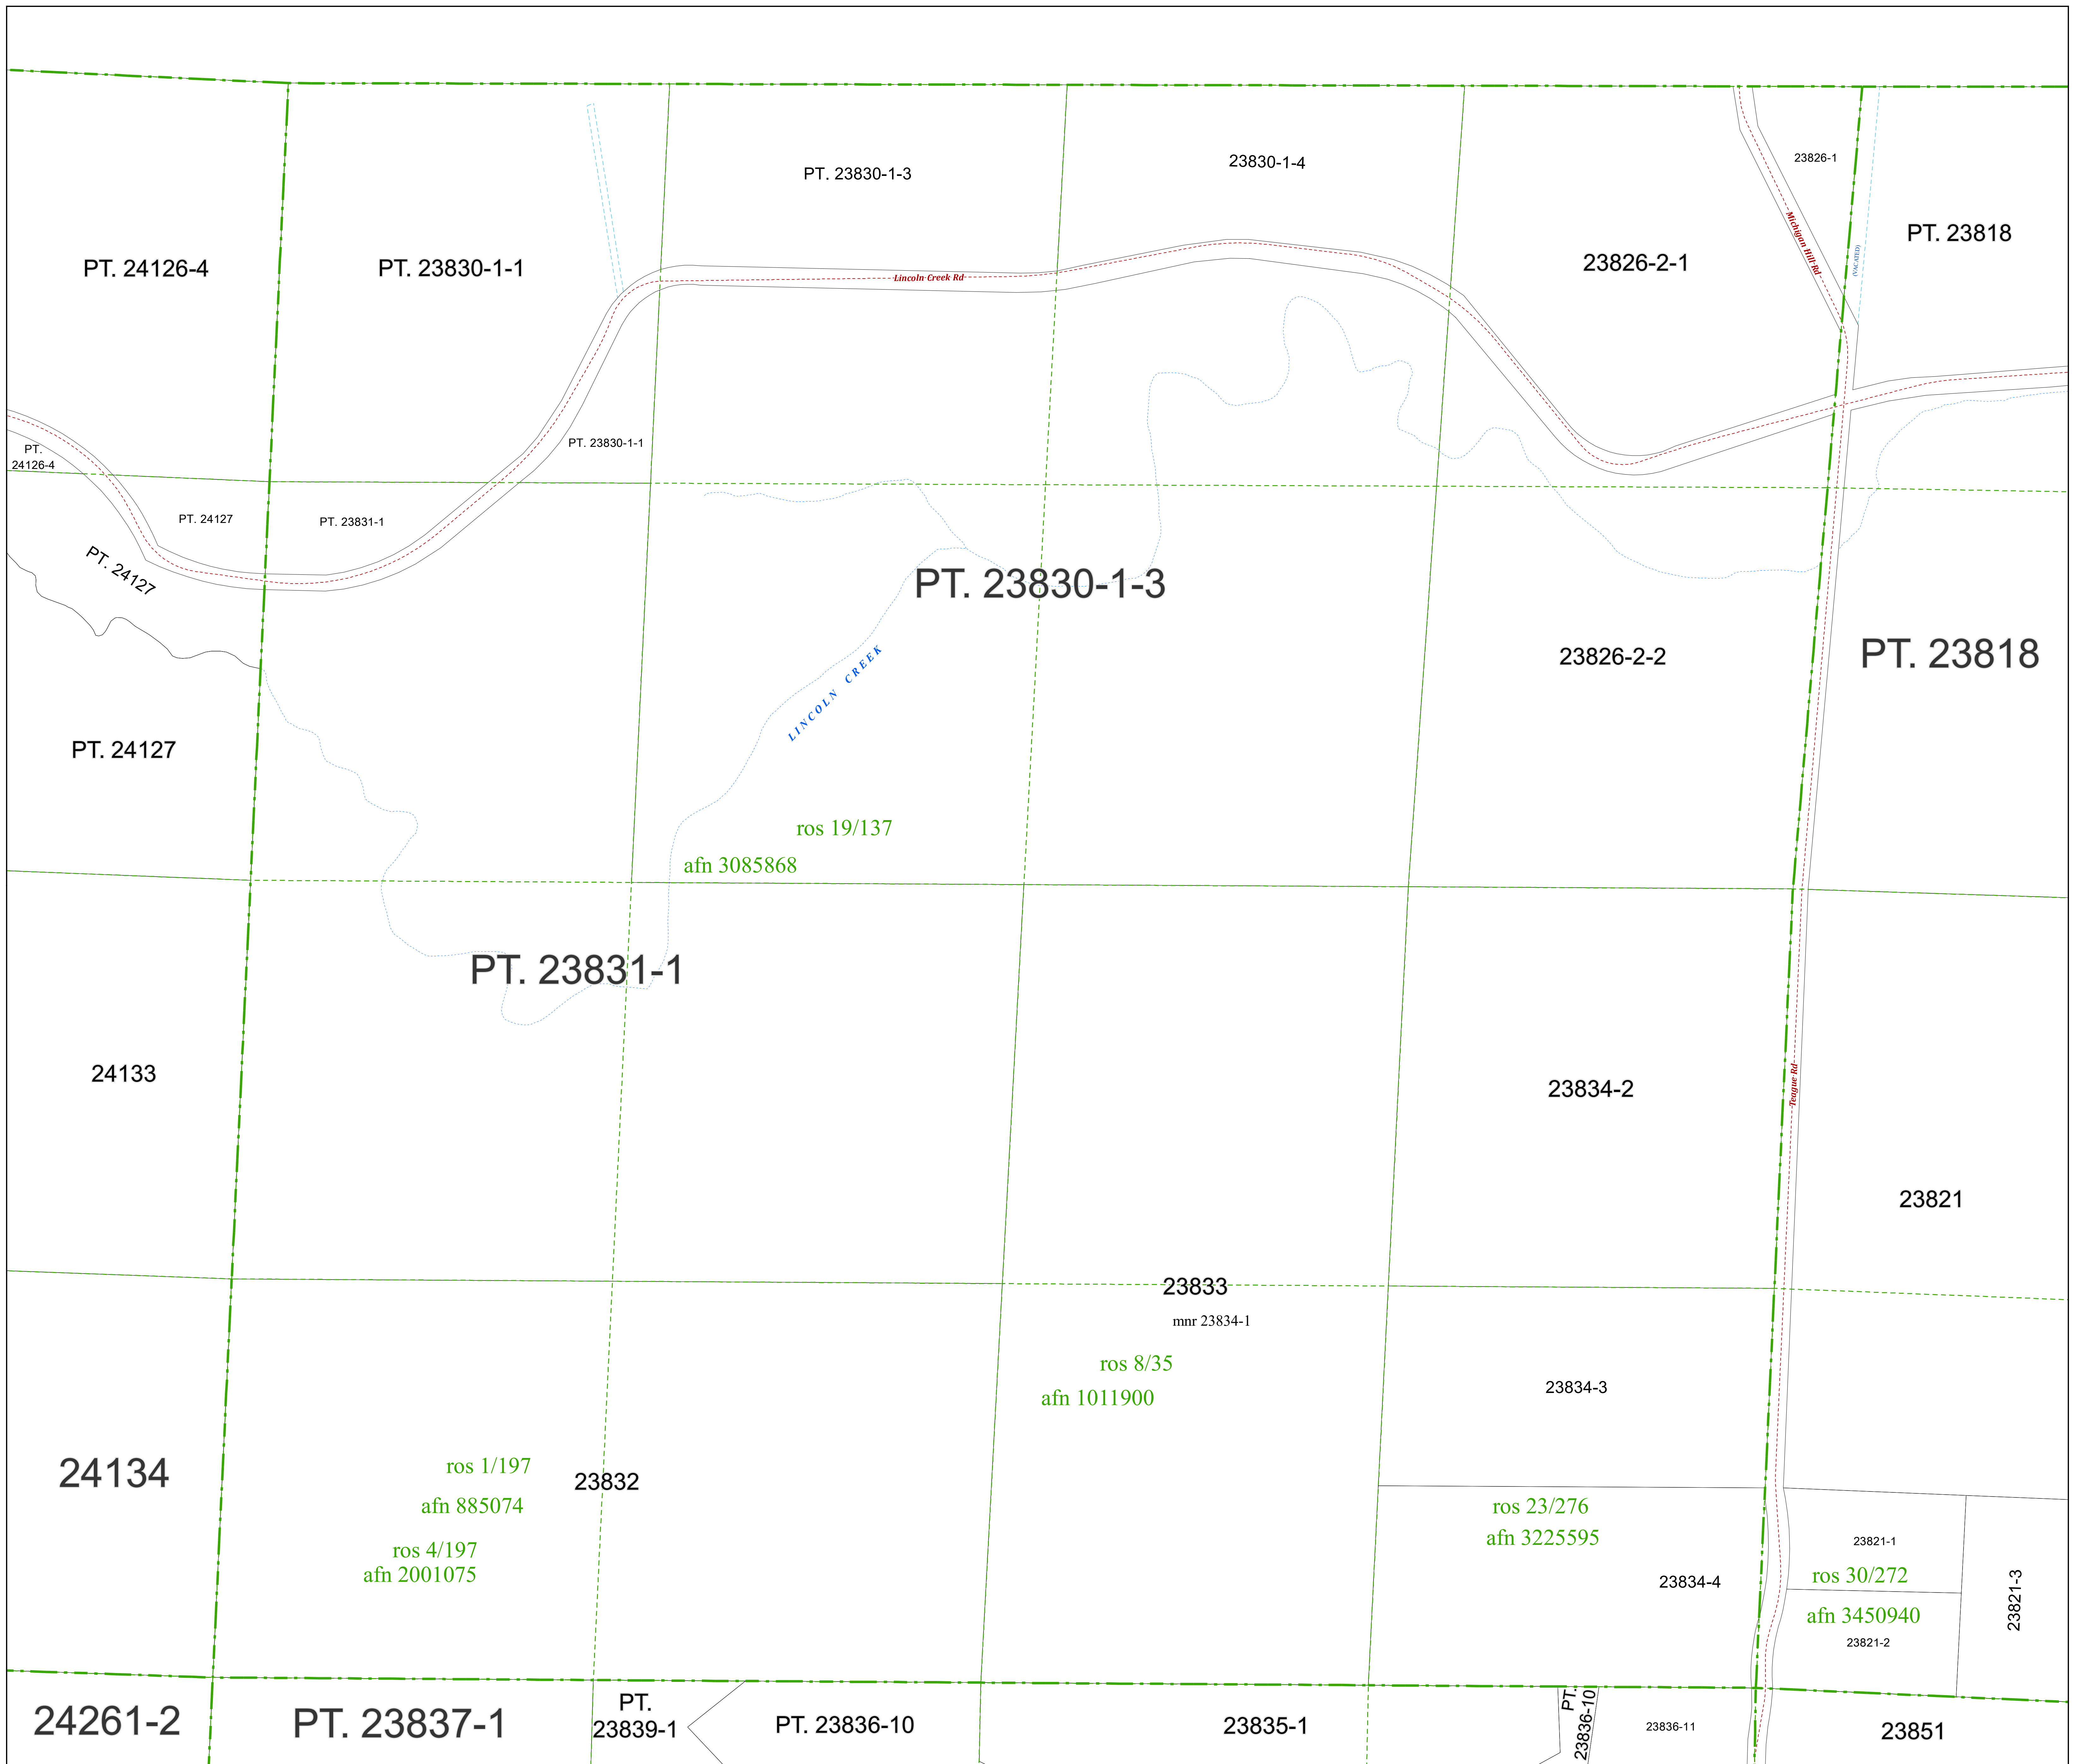 23826-1
PT. 23830-1-3
23830-1-4
PT. 23818
Michigan Hill Rd
(VACATED)
PT. 24126-4
PT. 23830-1-1
23826-2-1
Lincoln Creek Rd
PT.
24126-4
PT. 23830-1-1
PT. 24127
PT. 23831-1
PT. 24127
PT. 23830-1-3
23826-2-2
PT. 23818
LINCOLN CREEK
PT. 24127
ros 19/137
afn 3085868
PT. 23831-1
24133
23834-2
Teague Rd
23821
23833
mnr 23834-1
ros 8/35
afn 1011900
23834-3
24134
ros 1/197
23832
afn 885074
ros 4/197
afn 2001075
ros 23/276
afn 3225595
23834-4
23821-1
ros 30/272
afn 3450940
23821-2
23821-3
24261-2
PT. 23837-1
PT.
23839-1
PT. 23836-10
23835-1
PT.
23836-10
23836-11
23851